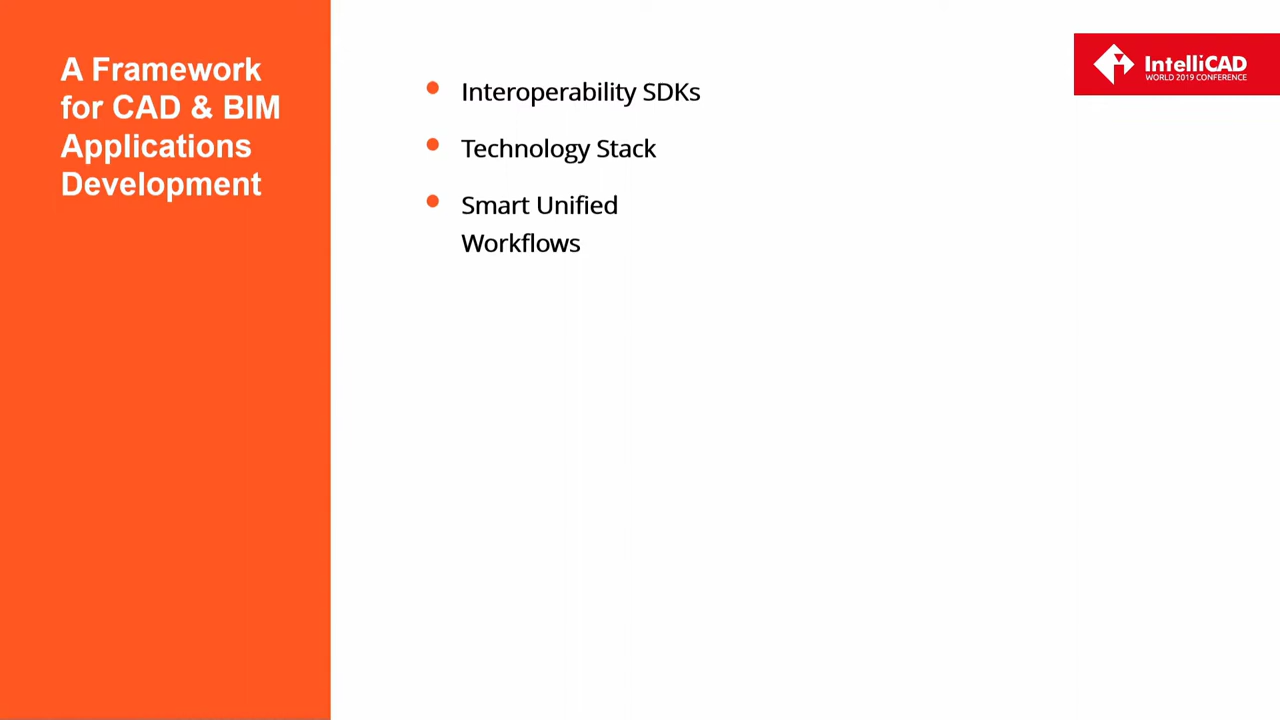 A Framework
for CAD & BIM
Applications
Development
Interoperability SDKs
Technology Stack
Smart Unified
Workflows
IntelliCAD
WORLD 2019 CONFERENCE